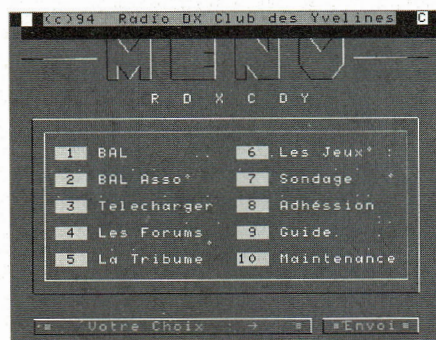 (c)94 Radio DX Club des Yvelines C
MENU
R D X C D Y
1 BAL
2 BAL Asso°
3 Telecharger
4 Les Forums
5 La Tribume
6 Les Jeux° :
7 Sondage
8 Adhéssion
9 Guide
10 Maintenance
Votre Choix : → Envoi